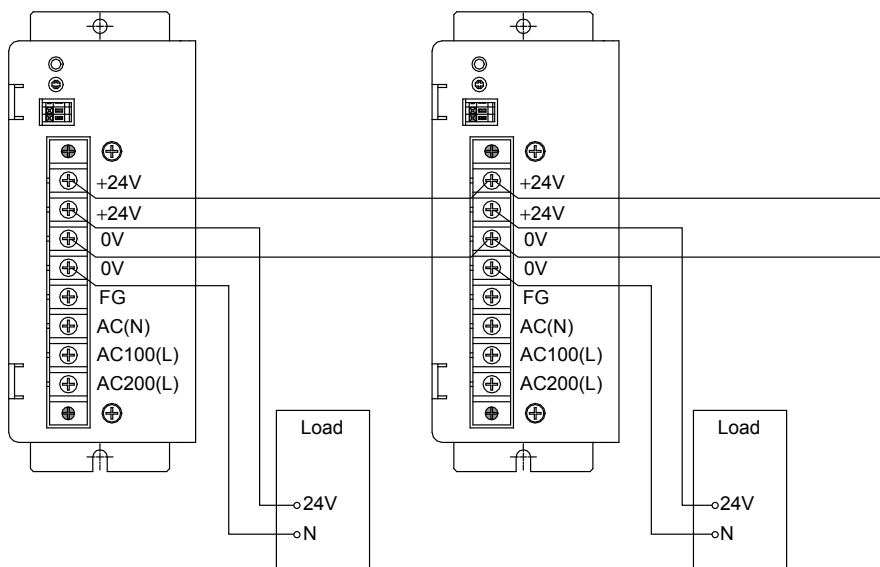 +24V
+24V
0V
0V
FG
AC(N)
AC100(L)
AC200(L)
Load
24V
N
+24V
+24V
0V
0V
FG
AC(N)
AC100(L)
AC200(L)
Load
24V
N